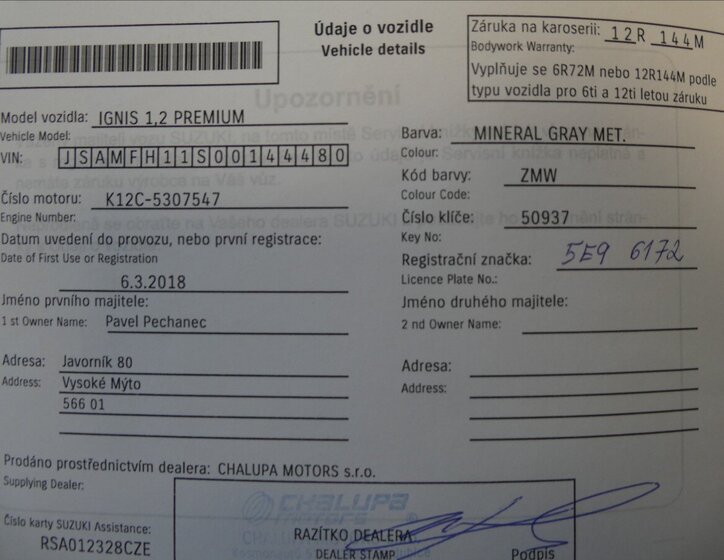 Údaje o vozidle
Vehicle details
Záruka na karoserii: 12R 144M
Bodywork Warranty:
Vyplňuje se 6R72M nebo 12R144M podle
typu vozidla pro 6ti a 12ti letou záruku
Upozornění
Model vozidla: IGNIS 1,2 PREMIUM
Vehicle Model:
VIN: JSAMFH11S00144480
Číslo motoru: K12C-5307547
Engine Number:
Datum uvedení do provozu, nebo první registrace:
Date of First Use or Registration
6.3.2018
Jméno prvního majitele:
1 st Owner Name: Pavel Pechanec
Adresa: Javorník 80
Address: Vysoké Mýto
566 01
Barva: MINERAL GRAY MET.
Colour:
Kód barvy: ZMW
Colour Code:
Číslo klíče: 50937
Key No:
Registrační značka: 5E9 6172
Licence Plate No.:
Jméno druhého majitele:
2 nd Owner Name:
Adresa:
Address:
Prodáno prostřednictvím dealera: CHALUPA MOTORS s.r.o.
Supplying Dealer:
Číslo karty SUZUKI Assistance:
RSA012328CZE
CHALUPA
motors
RAZÍTKO DEALERA
DEALER STAMP
Podpis